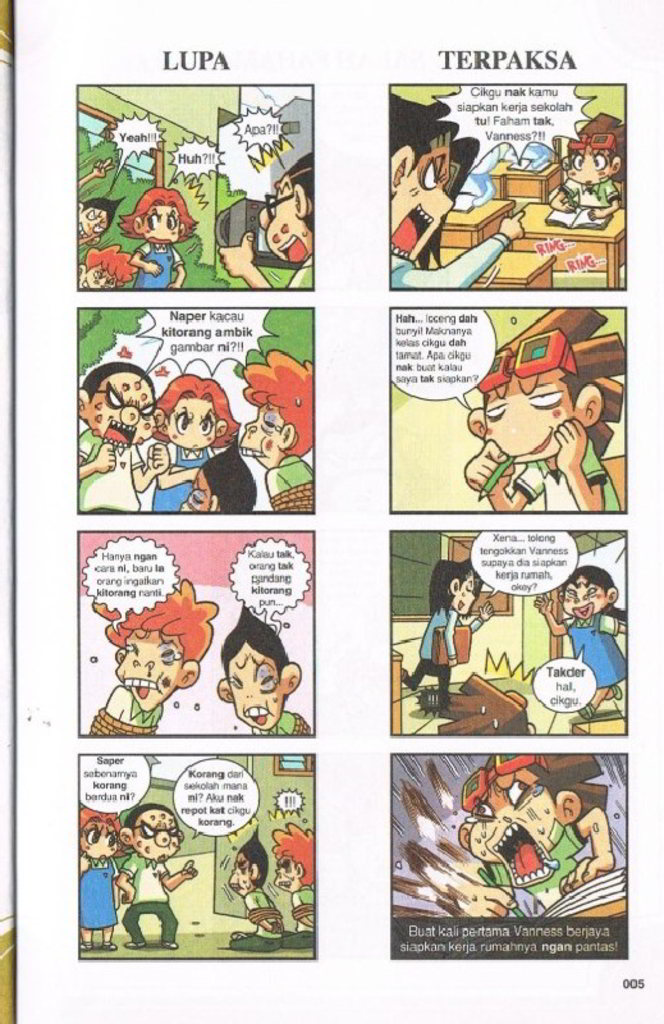 LUPA
Yeah!!!
Huh?!!
Apa?!!
Naper kacau
kitorang ambik
gambar ni?!!
Hanya ngan
cara ni, baru la
orang ingatkan
kitorang nanti.
Kalau tak,
orang tak
pandang
kitorang
pun...
Saper
sebenarnya
korang
berdua ni?
Korang dari
sekolah mana
ni? Aku nak
repot kat cikgu
korang.
!!!
TERPAKSA
Cikgu nak kamu
siapkan kerja sekolah
tu! Faham tak,
Vanness?!!
RING...
RING...
Hah... loceng dah
bunyi! Maknanya
kelas cikgu dah
tamat. Apa cikgu
nak buat kalau
saya tak siapkan?
Xena... tolong
tengokkan Vanness
supaya dia siapkan
kerja rumah,
okey?
Takder
hal,
cikgu.
Buat kali pertama Vanness berjaya
siapkan kerja rumahnya ngan pantas!
005